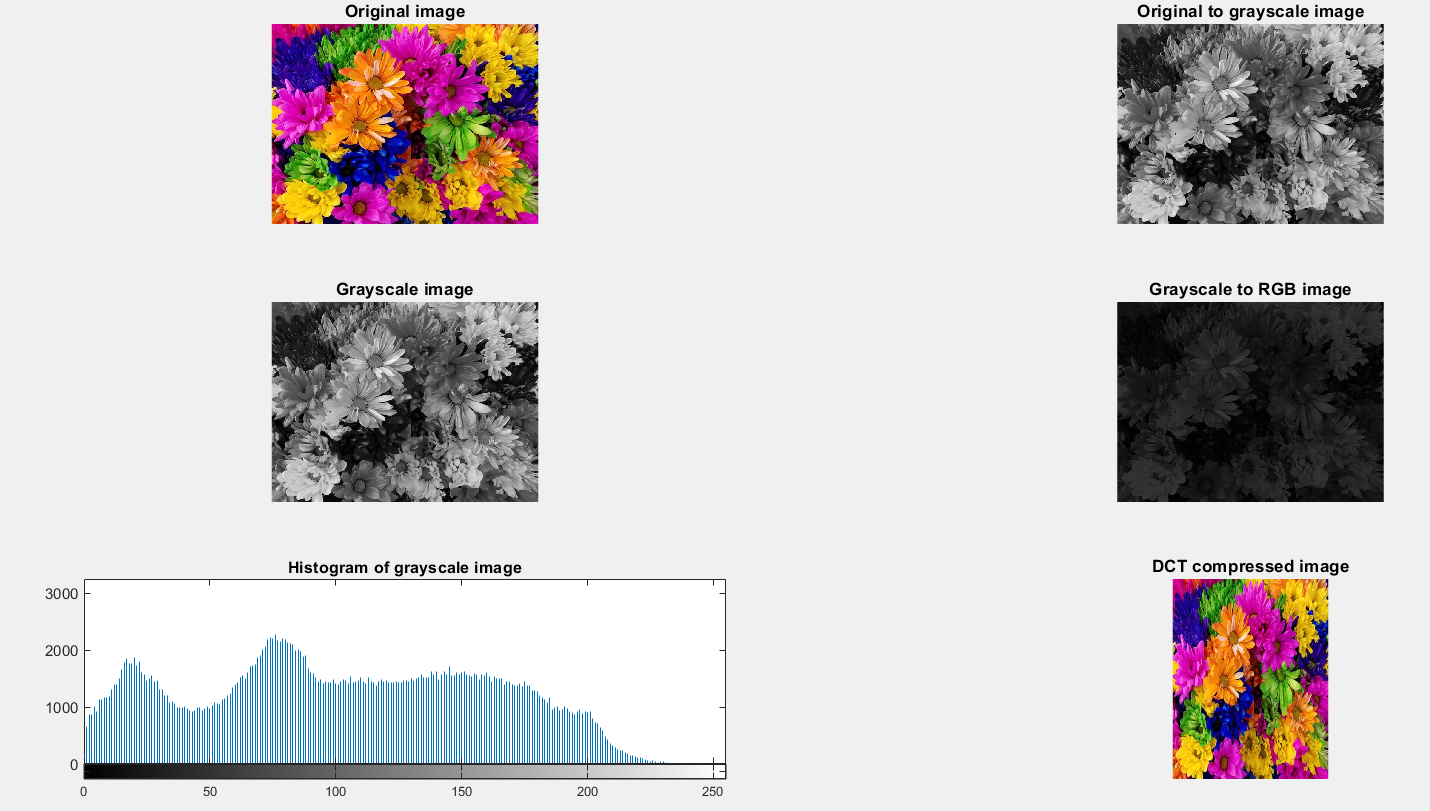 Original image
Original to grayscale image
Grayscale image
Grayscale to RGB image
Histogram of grayscale image
3000
2000
1000
0
0 50 100 150 200 250
DCT compressed image